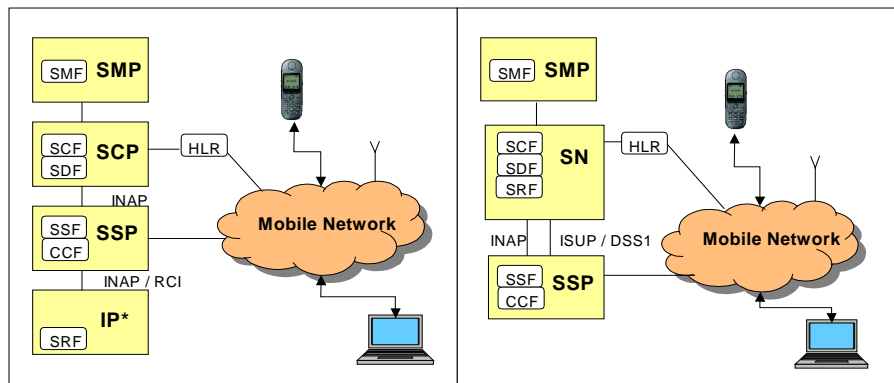 SMF SMP
SCF SCP
SDF
HLR
INAP
SSF SSP
CCF
Mobile Network
INAP / RCI
IP*
SRF
SMF SMP
SCF SN
SDF
SRF
HLR
INAP ISUP / DSS1
Mobile Network
SSF SSP
CCF